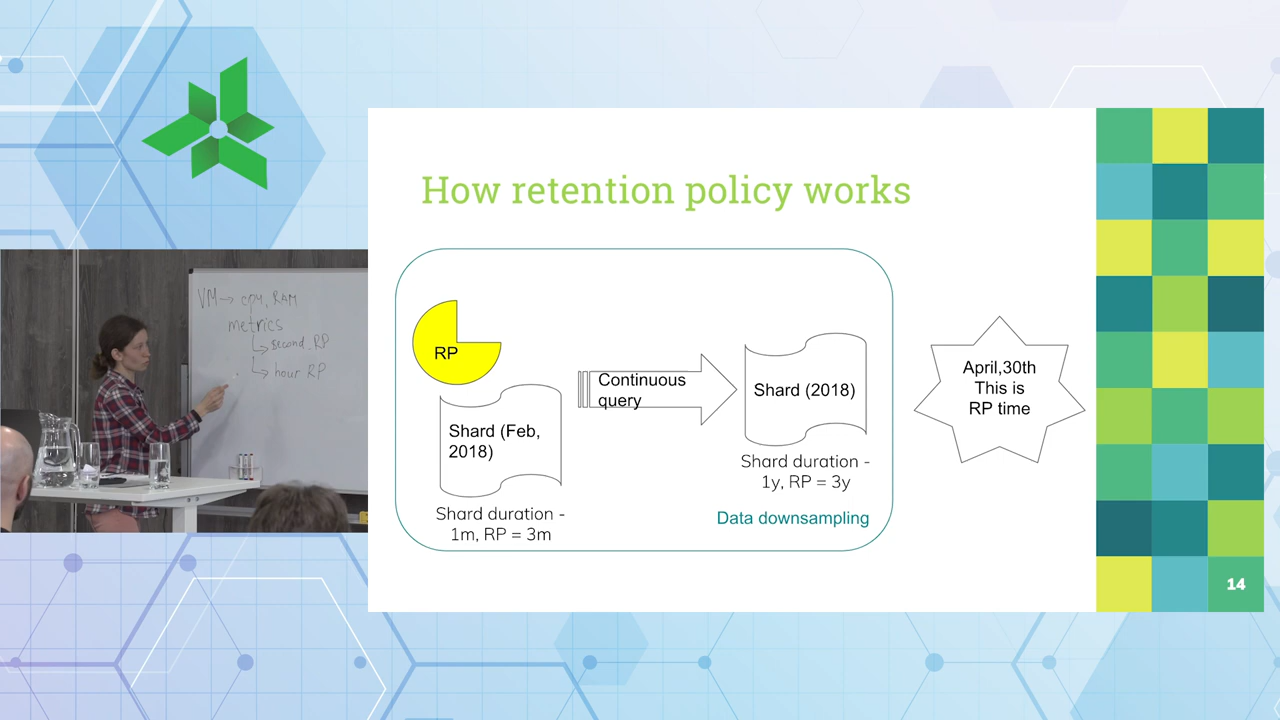 How retention policy works
RP
Shard (Feb,
2018)
Shard duration -
1m, RP = 3m
Continuous
query
Shard (2018)
Shard duration -
1y, RP = 3y
Data downsampling
April,30th
This is
RP time
14
VM → CPU, RAM
metrics
second RP
hour RP